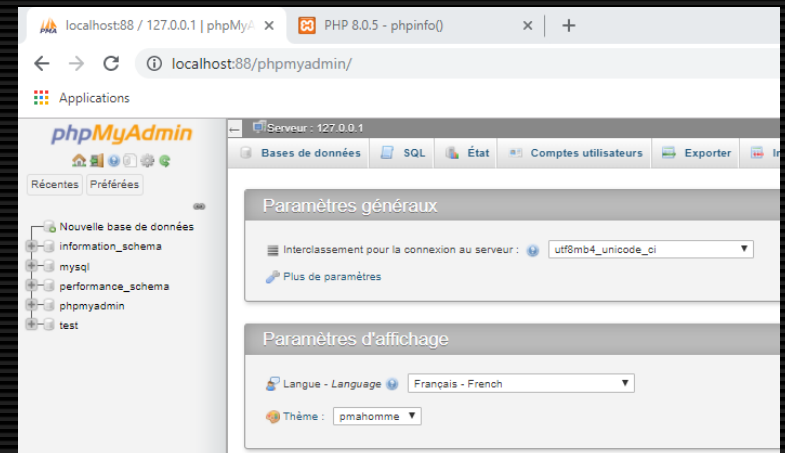 localhost:88 / 127.0.0.1 | phpMyA
PHP 8.0.5 - phpinfo()
localhost:88/phpmyadmin/
Applications
phpMyAdmin
Serveur : 127.0.0.1
Bases de données SQL État Comptes utilisateurs Exporter
Récentes Préférées
Nouvelle base de données
information_schema
mysql
performance_schema
phpmyadmin
test
Paramètres généraux
Interclassement pour la connexion au serveur : utf8mb4_unicode_ci
Plus de paramètres
Paramètres d'affichage
Langue - Language Français - French
Thème : pmahomme